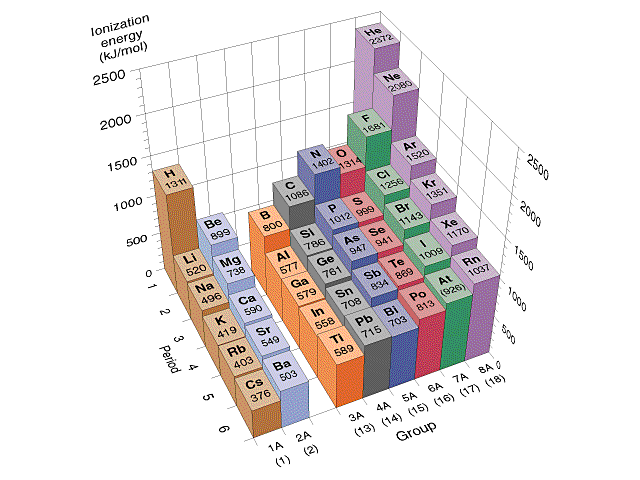 Ionization
energy
(kJ/mol)
2500
2000
1500
1000
500
0
2500
2000
1500
1000
500
0
H
1311
He
2372
Li
520
Be
899
B
800
C
1086
N
1402
O
1314
F
1681
Ne
2080
Na
496
Mg
738
Al
577
Si
786
P
1012
S
999
Cl
1256
Ar
1520
K
419
Ca
590
Ga
579
Ge
761
As
947
Se
941
Br
1143
Kr
1351
Rb
403
Sr
549
In
558
Sn
708
Sb
834
Te
869
I
1009
Xe
1170
Cs
376
Ba
503
Tl
589
Pb
715
Bi
703
Po
813
At
(926)
Rn
1037
1
2
3
4
5
6
Period
1A
(1)
2A
(2)
3A
(13)
4A
(14)
5A
(15)
6A
(16)
7A
(17)
8A
(18)
Group